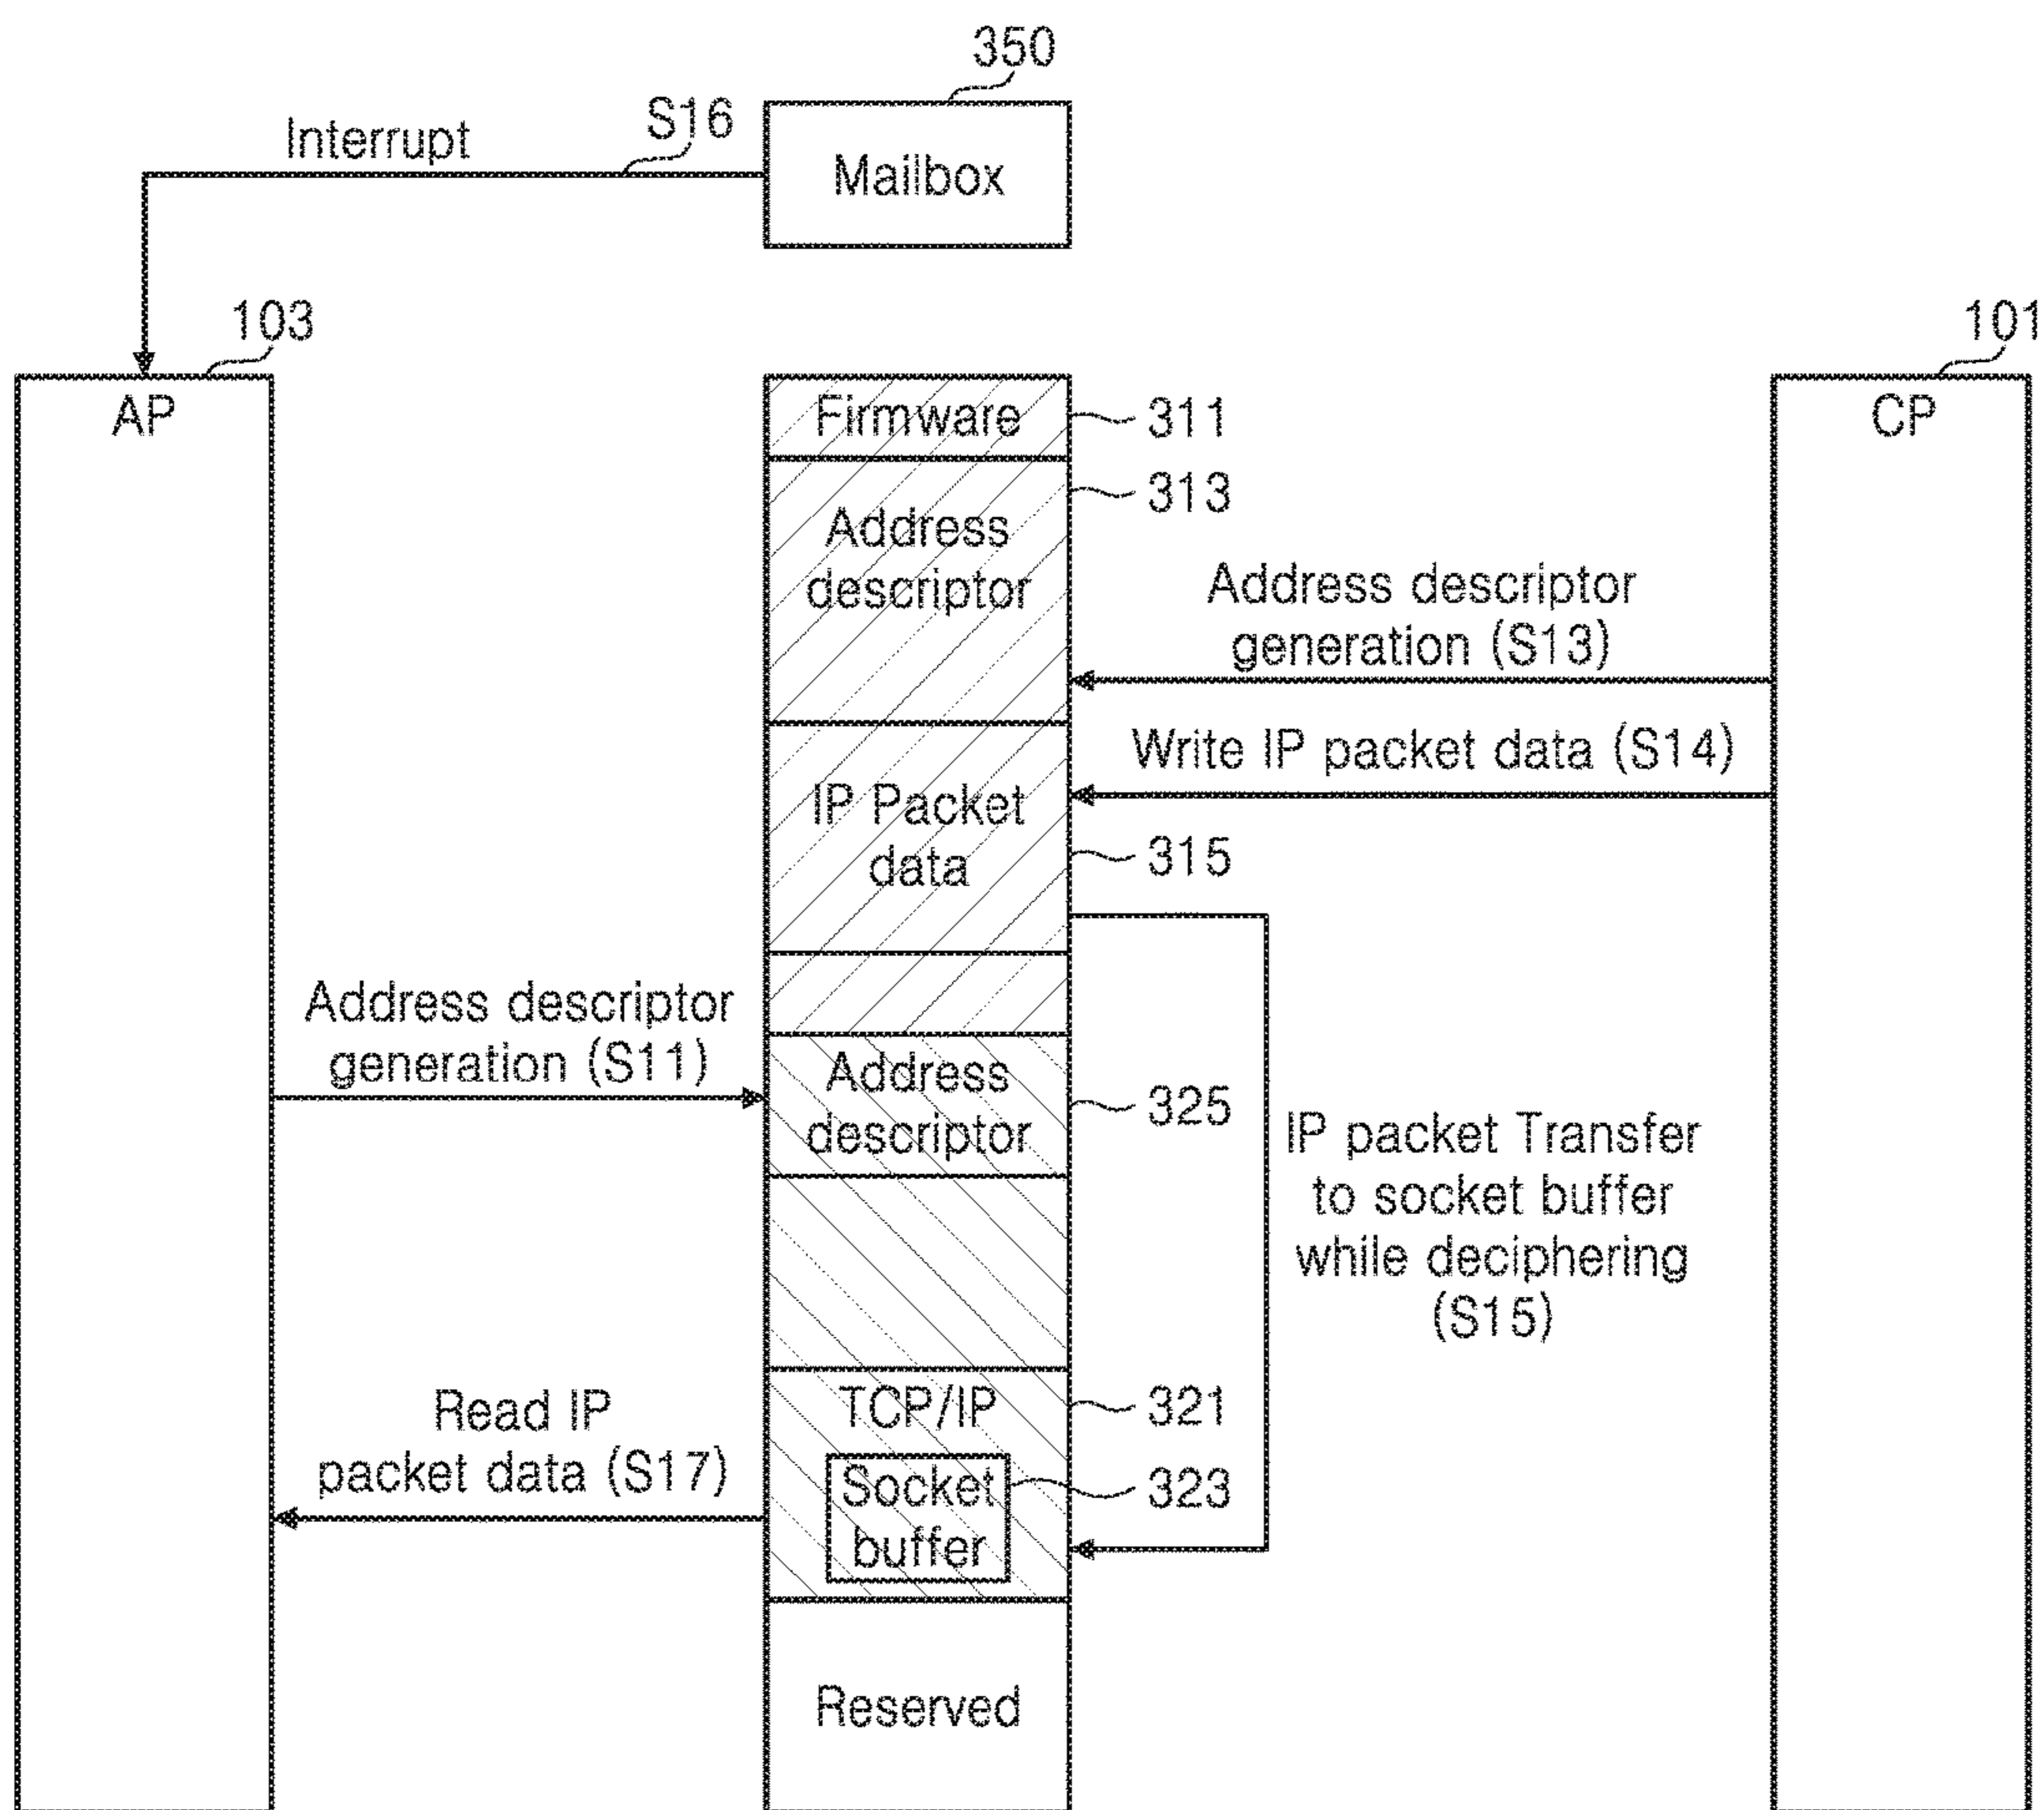 350
S16
Interrupt
Mailbox
103
101
AP
Firmware
311
CP
313
Address
descriptor
Address descriptor
generation (S13)
Write IP packet data (S14)
IP Packet
data
315
Address descriptor
generation (S11)
Address
descriptor
325
IP packet Transfer
to socket buffer
while deciphering
(S15)
Read IP
packet data (S17)
TCP/IP
321
Socket
buffer
323
Reserved